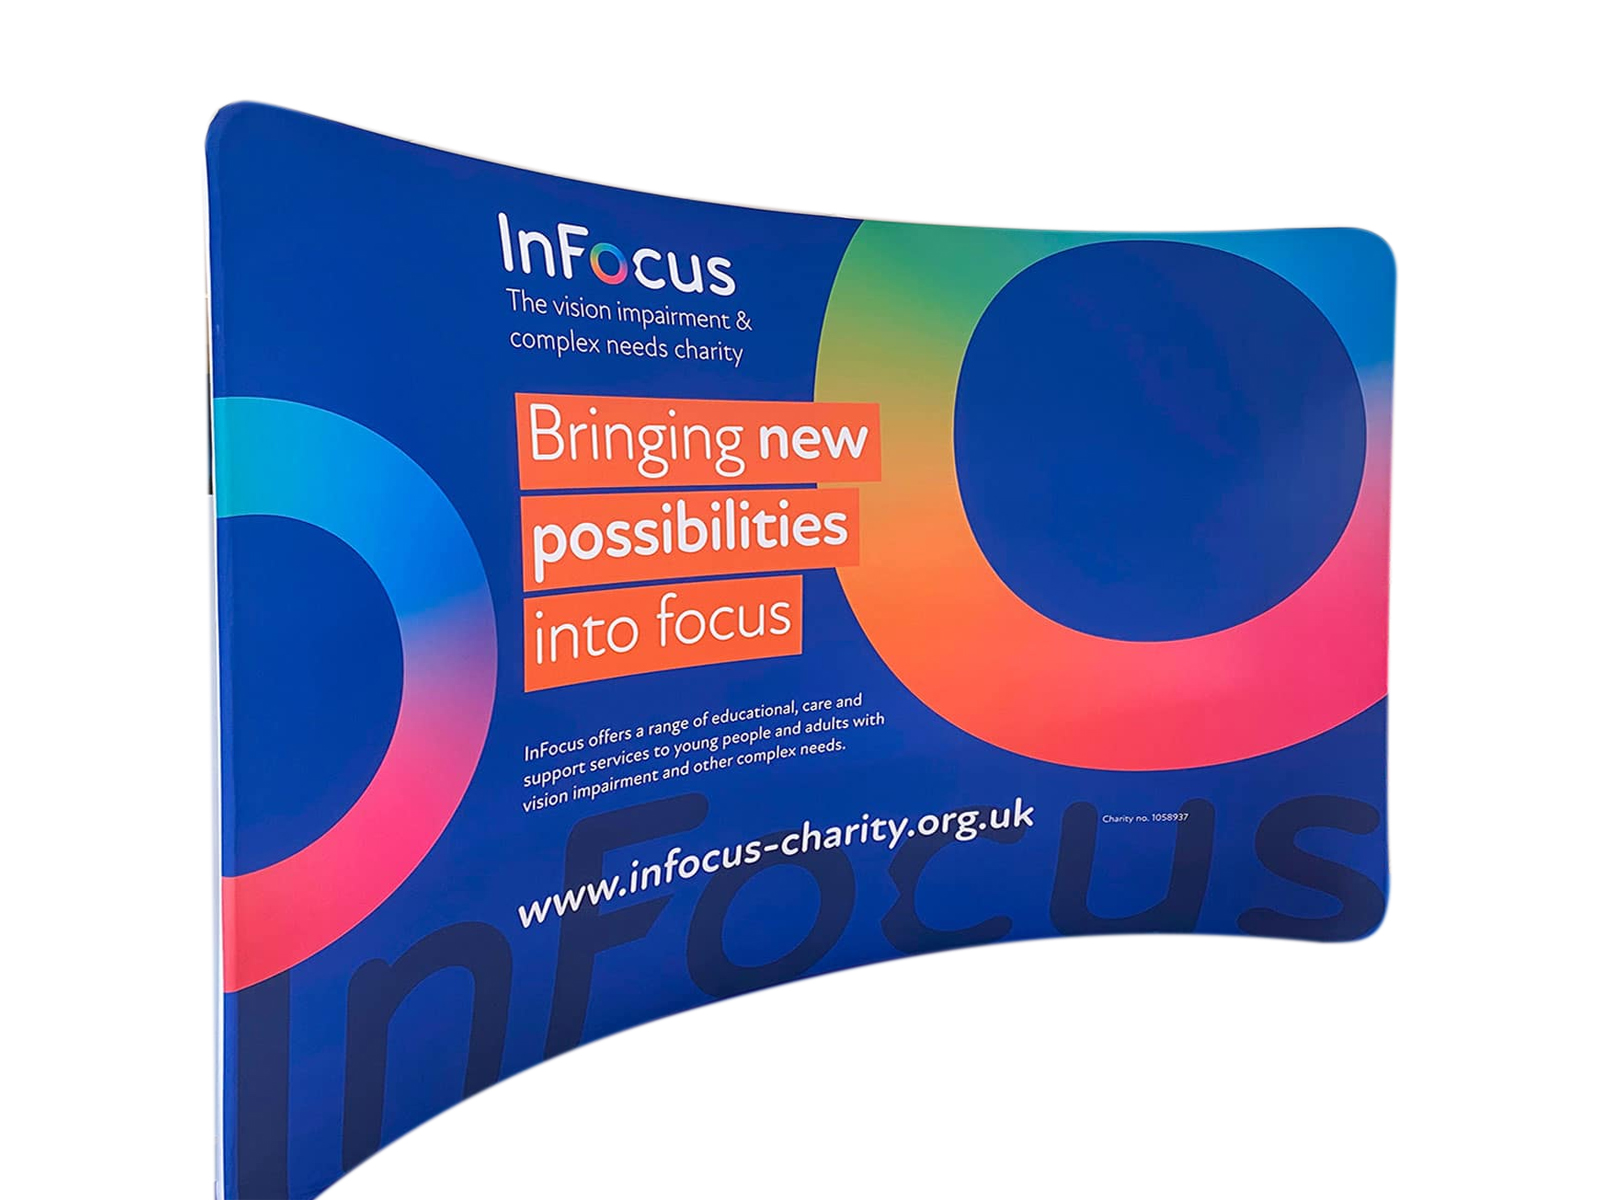 InFocus
The vision impairment &
complex needs charity
Bringing new
possibilities
into focus
InFocus offers a range of educational, care and
support services to young people and adults with
vision impairment and other complex needs.
www.infocus-charity.org.uk
Charity no. 1058937
InFocus